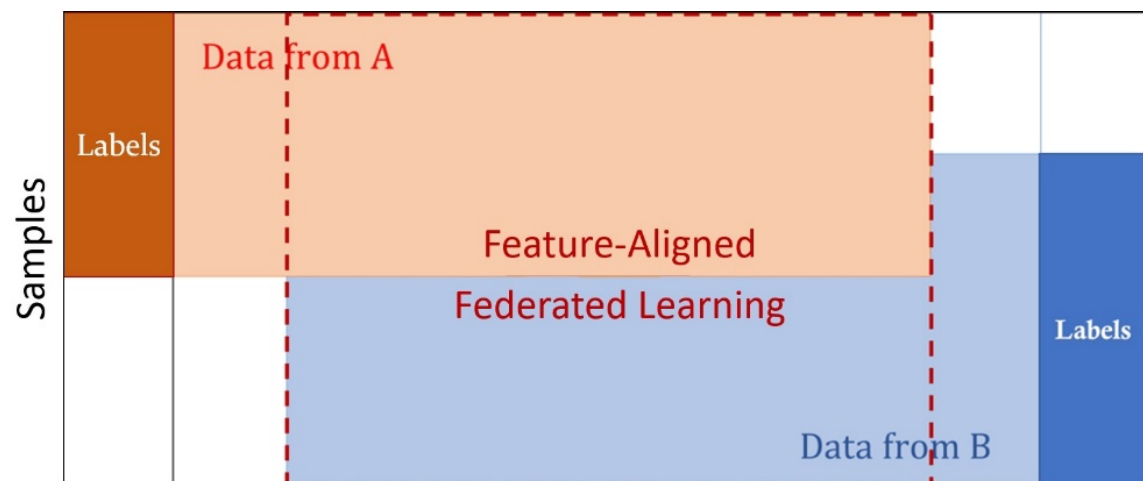 Data from A
Labels
Samples
Feature-Aligned
Federated Learning
Labels
Data from B